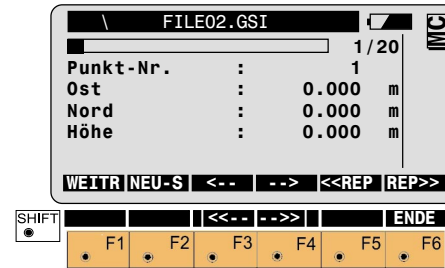 \ FILE02.GSI MC
1/20
Punkt-Nr. : 1
Ost : 0.000 m
Nord : 0.000 m
Höhe : 0.000 m
WEITR NEU-S <-- --> <<REP REP>>
SHIFT <<-- -->> ENDE
F1 F2 F3 F4 F5 F6